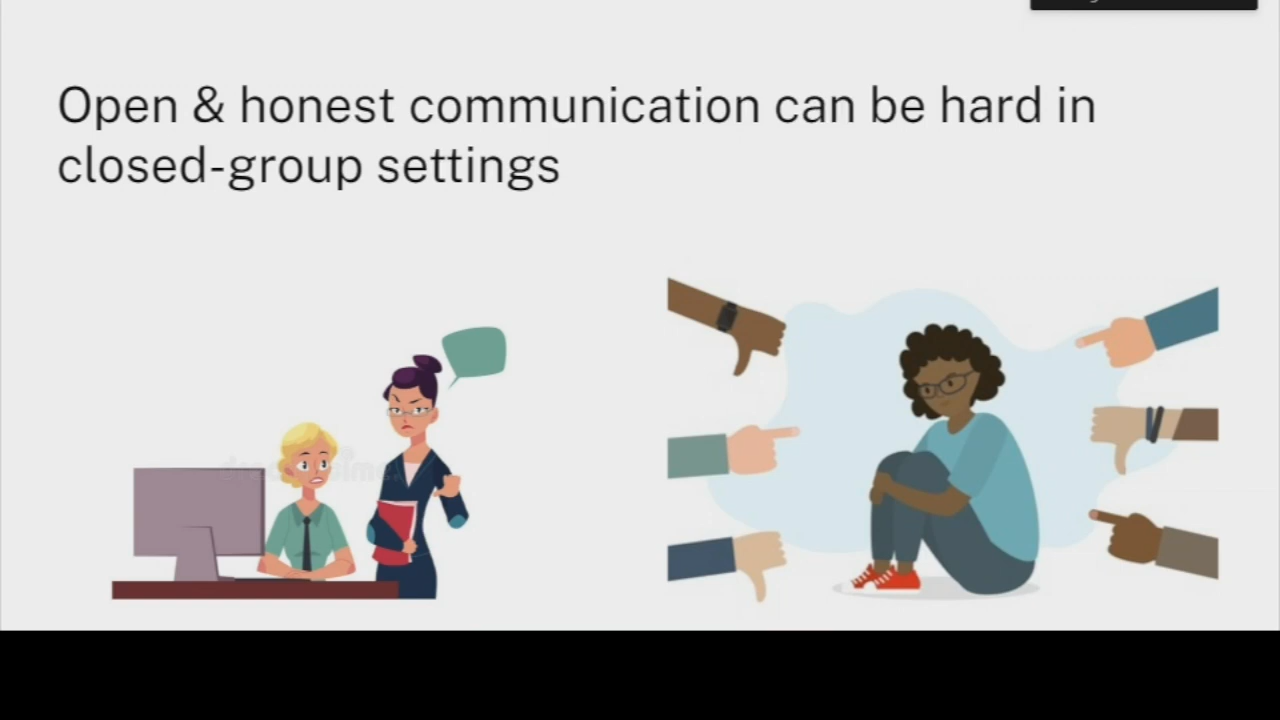 Open & honest communication can be hard in
closed-group settings